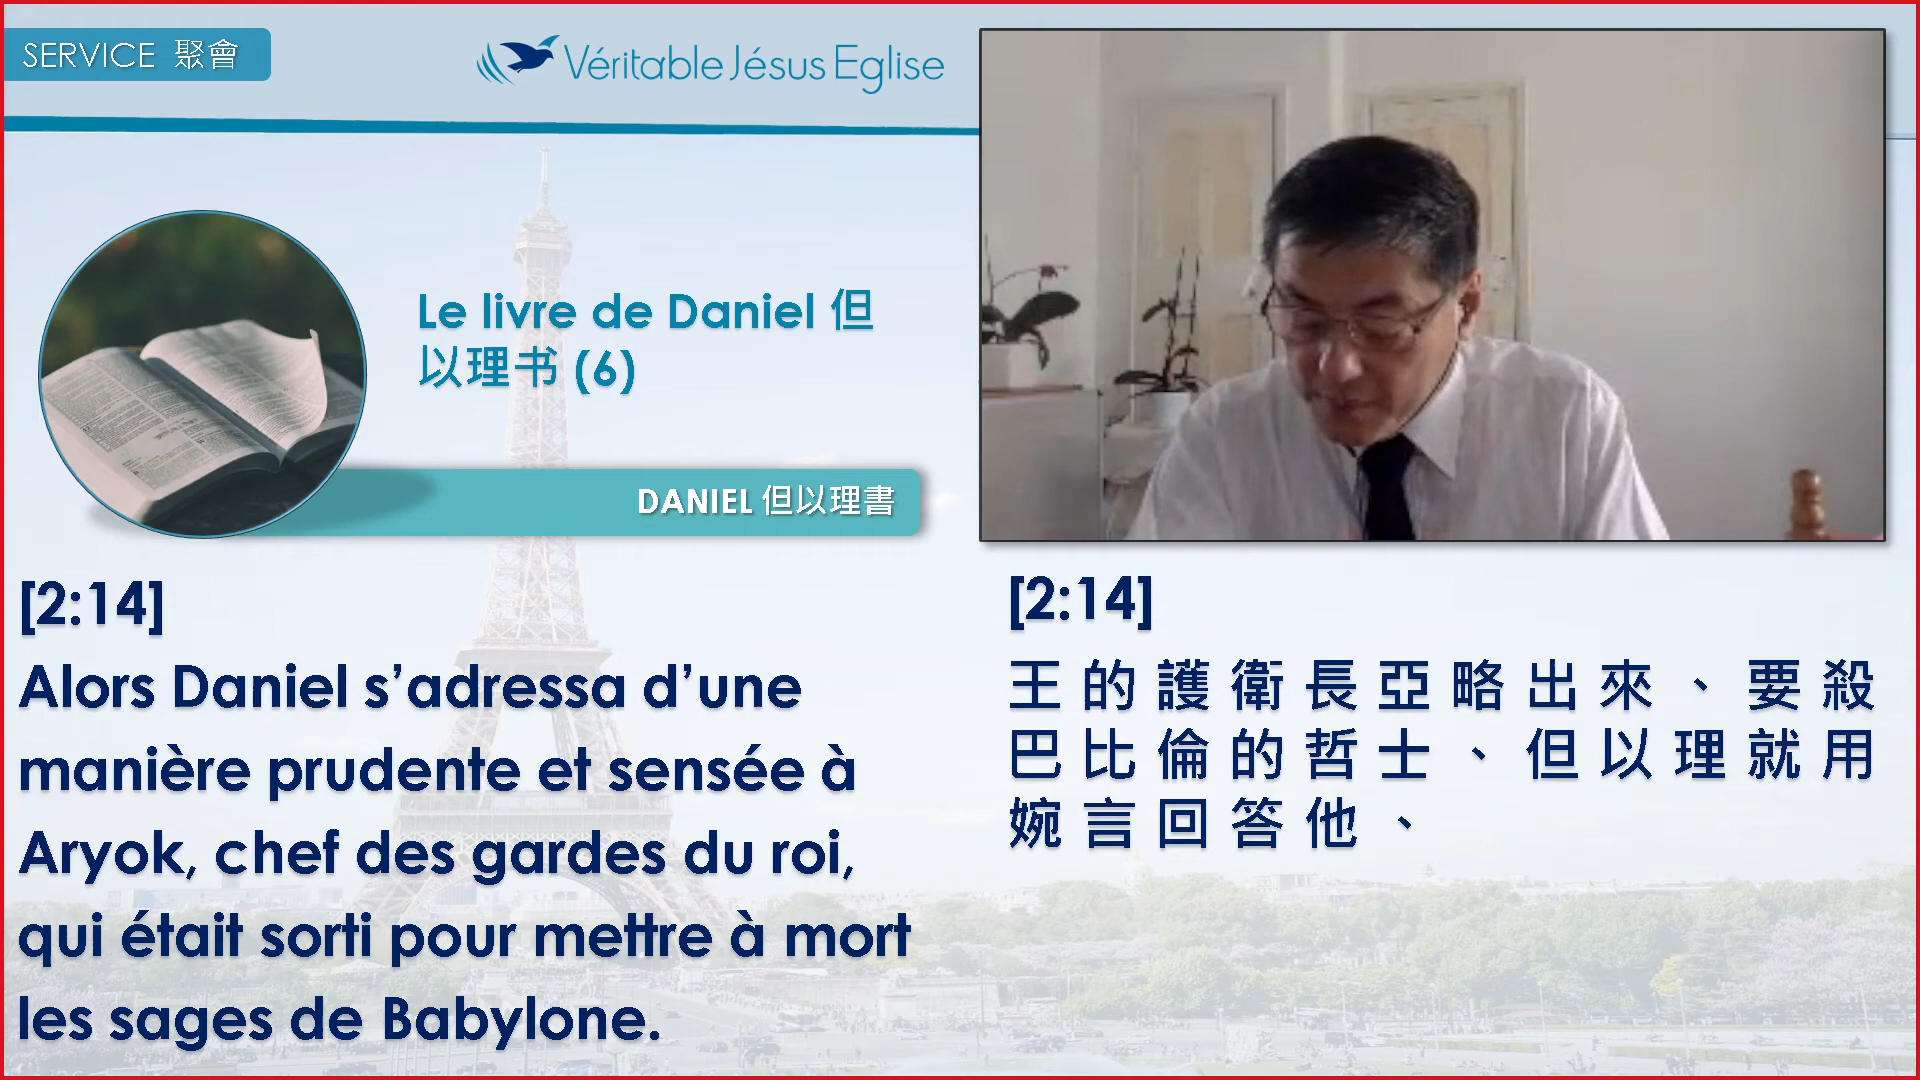 SERVICE 聚會
Véritable Jésus Eglise
Le livre de Daniel 但
以理书 (6)
DANIEL 但以理書
[2:14]
Alors Daniel s’adressa d’une
manière prudente et sensée à
Aryok, chef des gardes du roi,
qui était sorti pour mettre à mort
les sages de Babylone.
[2:14]
王 的 護 衛 長 亞 略 出 來 、 要 殺
巴 比 倫 的 哲 士 、 但 以 理 就 用
婉 言 回 答 他 、